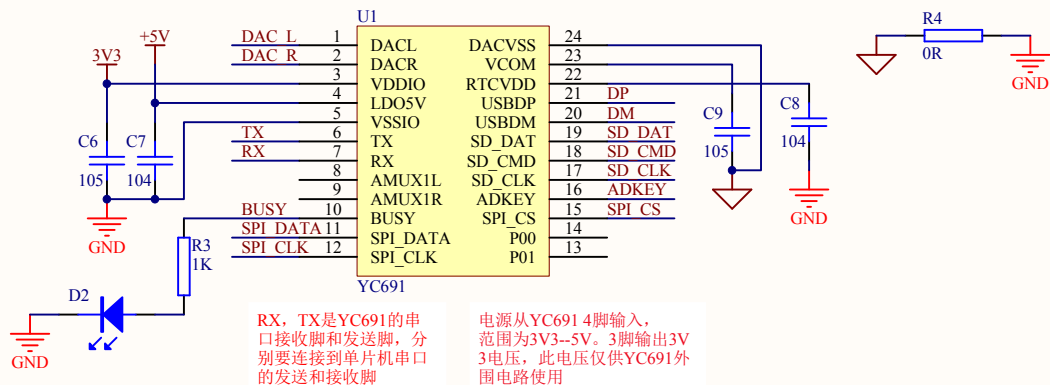 U1
YC691
DAC_L 1 DACL
DAC_R 2 DACR
3V3 3 VDDIO
+5V 4 LDO5V
5 VSSIO
TX 6 TX
RX 7 RX
8 AMUX1L
9 AMUX1R
BUSY 10 BUSY
SPI_DATA 11 SPI_DATA
SPI_CLK 12 SPI_CLK
DACVSS 24
VCOM 23
RTCVDD 22
USBDP 21 DP
USBDM 20 DM
SD_DAT 19 SD_DAT
SD_CMD 18 SD_CMD
SD_CLK 17 SD_CLK
ADKEY 16 ADKEY
SPI_CS 15 SPI_CS
P00 14
P01 13
C6
105
C7
104
GND
R3
1K
D2
GND
C9
105
C8
104
GND
R4
0R
GND
RX，TX是YC691的串
口接收脚和发送脚，分
别要连接到单片机串口
的发送和接收脚
电源从YC691 4脚输入，
范围为3V3--5V。3脚输出3V
3电压，此电压仅供YC691外
围电路使用